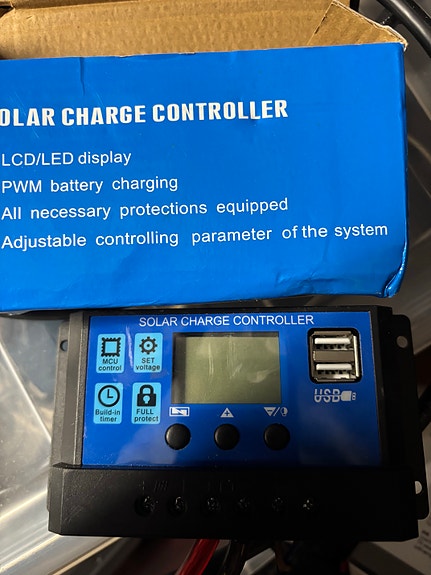 OLAR CHARGE CONTROLLER
LCD/LED display
PWM battery charging
All necessary protections equipped
Adjustable controlling parameter of the system
SOLAR CHARGE CONTROLLER
MCU
control
SET
voltage
Build-in
timer
FULL
protect
USB